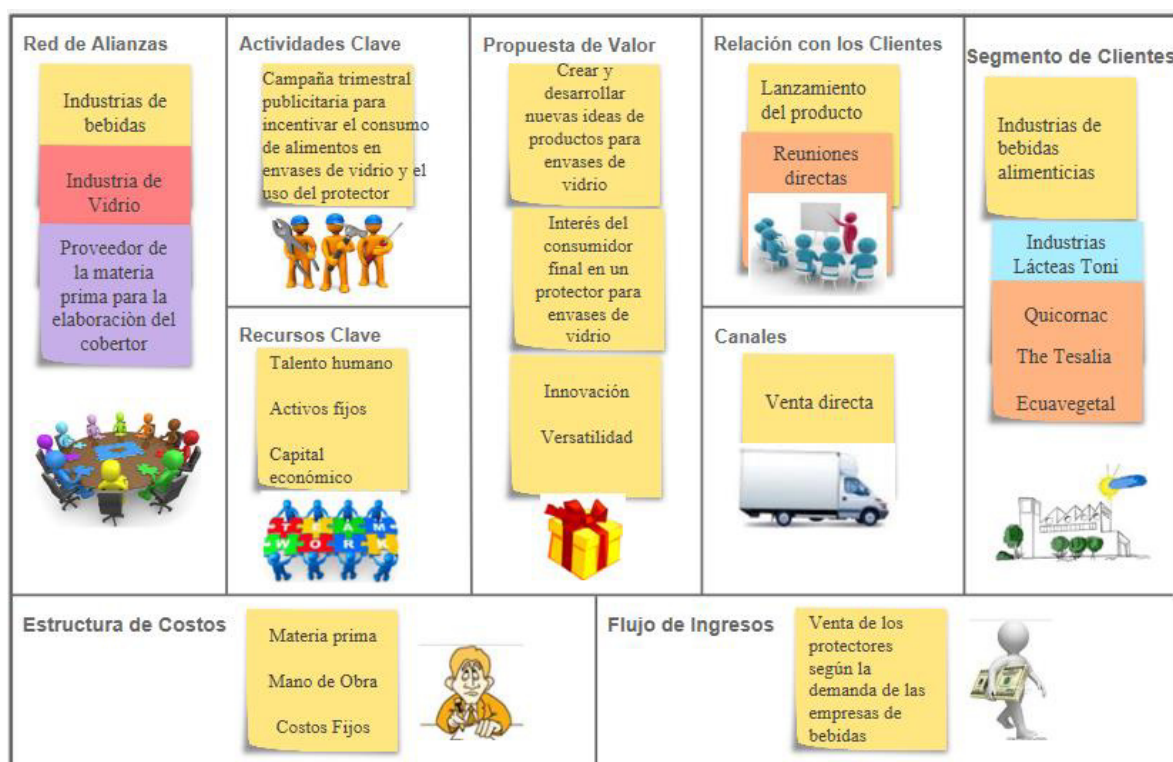 Red de Alianzas
Industrias de
bebidas
Industria de
Vidrio
Proveedor de
la materia
prima para la
elaboraciòn del
cobertor
Actividades Clave
Campaña trimestral
publicitaria para
incentivar el consumo
de alimentos en
envases de vidrio y el
uso del protector
Recursos Clave
Talento humano
Activos fijos
Capital
económico
T E A M
W O R K
Propuesta de Valor
Crear y
desarrollar
nuevas ideas de
productos para
envases de
vidrio
Interés del
consumidor
final en un
protector para
envases de
vidrio
Innovación
Versatilidad
Relación con los Clientes
Lanzamiento
del producto
Reuniones
directas
Canales
Venta directa
Segmento de Clientes
Industrias de
bebidas
alimenticias
Industrias
Lácteas Toni
Quicornac
The Tesalia
Ecuavegetal
Estructura de Costos
Materia prima
Mano de Obra
Costos Fijos
Flujo de Ingresos
Venta de los
protectores
según la
demanda de las
empresas de
bebidas